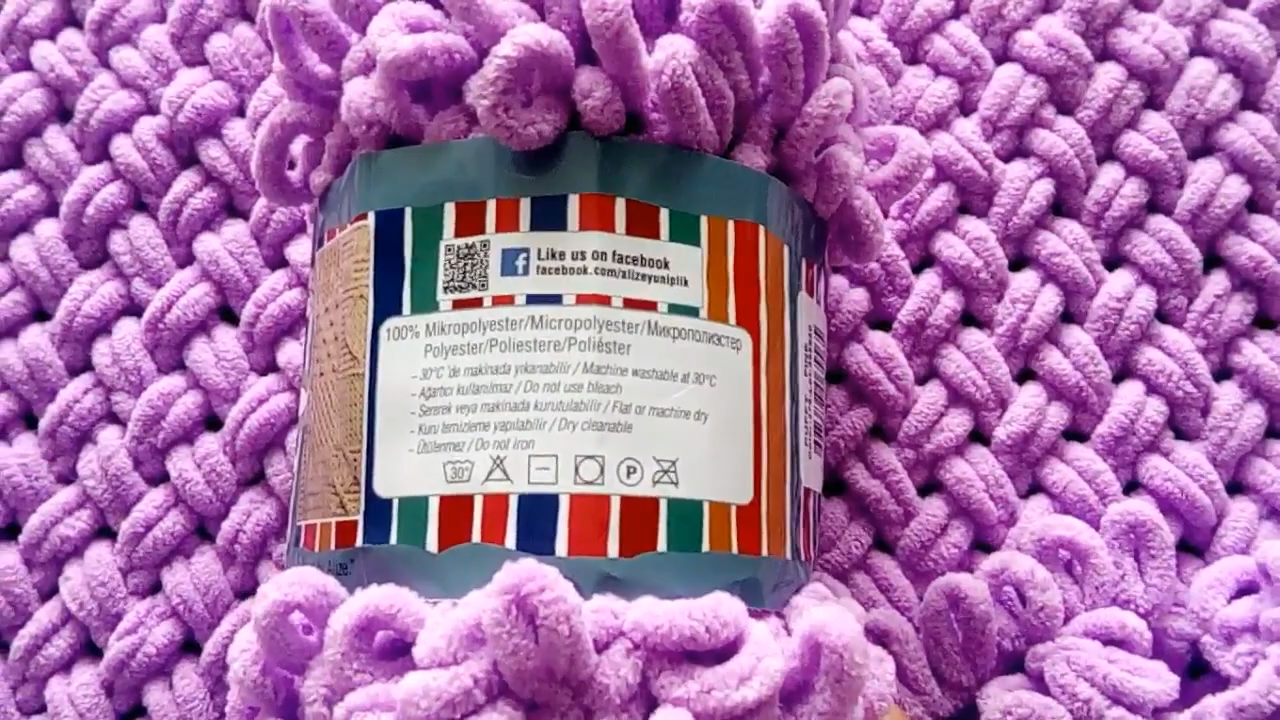 Like us on facebook
facebook.com/alizeyuniplik
100% Mikropolyester/Micropolyester/Микрополиэстер
Polyester/Poliestere/Poliéster
- 30°C 'de makinada yıkanabilir / Machine washable at 30°C
- Ağartıcı kullanılmaz / Do not use bleach
- Sererek veya makinada kurutulabilir / Flat or machine dry
- Kuru temizleme yapılabilir / Dry cleanable
- Ütülenmez / Do not iron
30°
P
Alize."